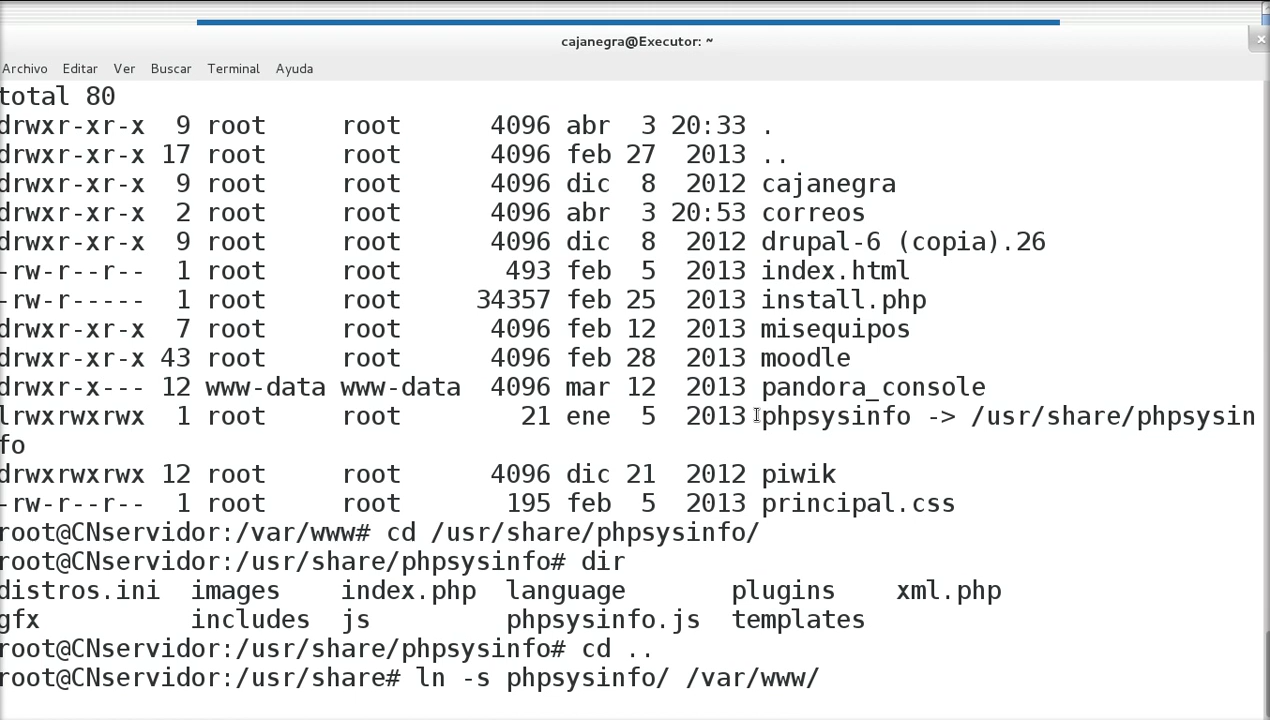 cajanegra@Executor: ~
Archivo Editar Ver Buscar Terminal Ayuda
total 80
drwxr-xr-x 9 root root 4096 abr 3 20:33 .
drwxr-xr-x 17 root root 4096 feb 27 2013 ..
drwxr-xr-x 9 root root 4096 dic 8 2012 cajanegra
drwxr-xr-x 2 root root 4096 abr 3 20:53 correos
drwxr-xr-x 9 root root 4096 dic 8 2012 drupal-6 (copia).26
-rw-r--r-- 1 root root 493 feb 5 2013 index.html
-rw-r----- 1 root root 34357 feb 25 2013 install.php
drwxr-xr-x 7 root root 4096 feb 12 2013 misequipos
drwxr-xr-x 43 root root 4096 feb 28 2013 moodle
drwxr-x--- 12 www-data www-data 4096 mar 12 2013 pandora_console
lrwxrwxrwx 1 root root 21 ene 5 2013 phpsysinfo -> /usr/share/phpsysin
fo
drwxrwxrwx 12 root root 4096 dic 21 2012 piwik
-rw-r--r-- 1 root root 195 feb 5 2013 principal.css
root@CNservidor:/var/www# cd /usr/share/phpsysinfo/
root@CNservidor:/usr/share/phpsysinfo# dir
distros.ini images index.php language plugins xml.php
gfx includes js phpsysinfo.js templates
root@CNservidor:/usr/share/phpsysinfo# cd ..
root@CNservidor:/usr/share# ln -s phpsysinfo/ /var/www/